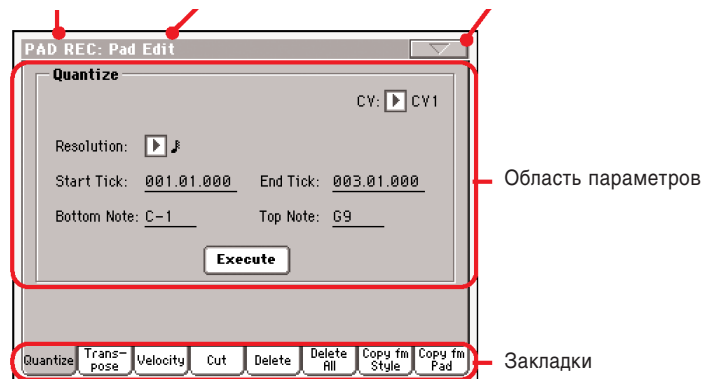 PAD REC: Pad Edit
Quantize
CV: CV1
Resolution:
Start Tick: 001.01.000 End Tick: 003.01.000
Область параметров
Bottom Note: C-1 Top Note: G9
Execute
Quantize Trans-pose Velocity Cut Delete Delete All Copy fm Style Copy fm Pad
Закладки